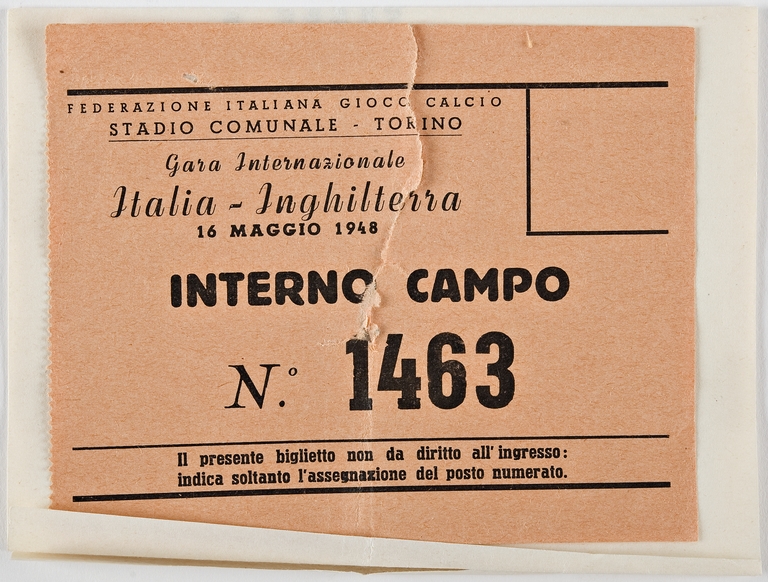 FEDERAZIONE ITALIANA GIOCO CALCIO
STADIO COMUNALE - TORINO
Gara Internazionale
Italia - Inghilterra
16 MAGGIO 1948
INTERNO CAMPO
N.º 1463
Il presente biglietto non da diritto all'ingresso:
indica soltanto l'assegnazione del posto numerato.